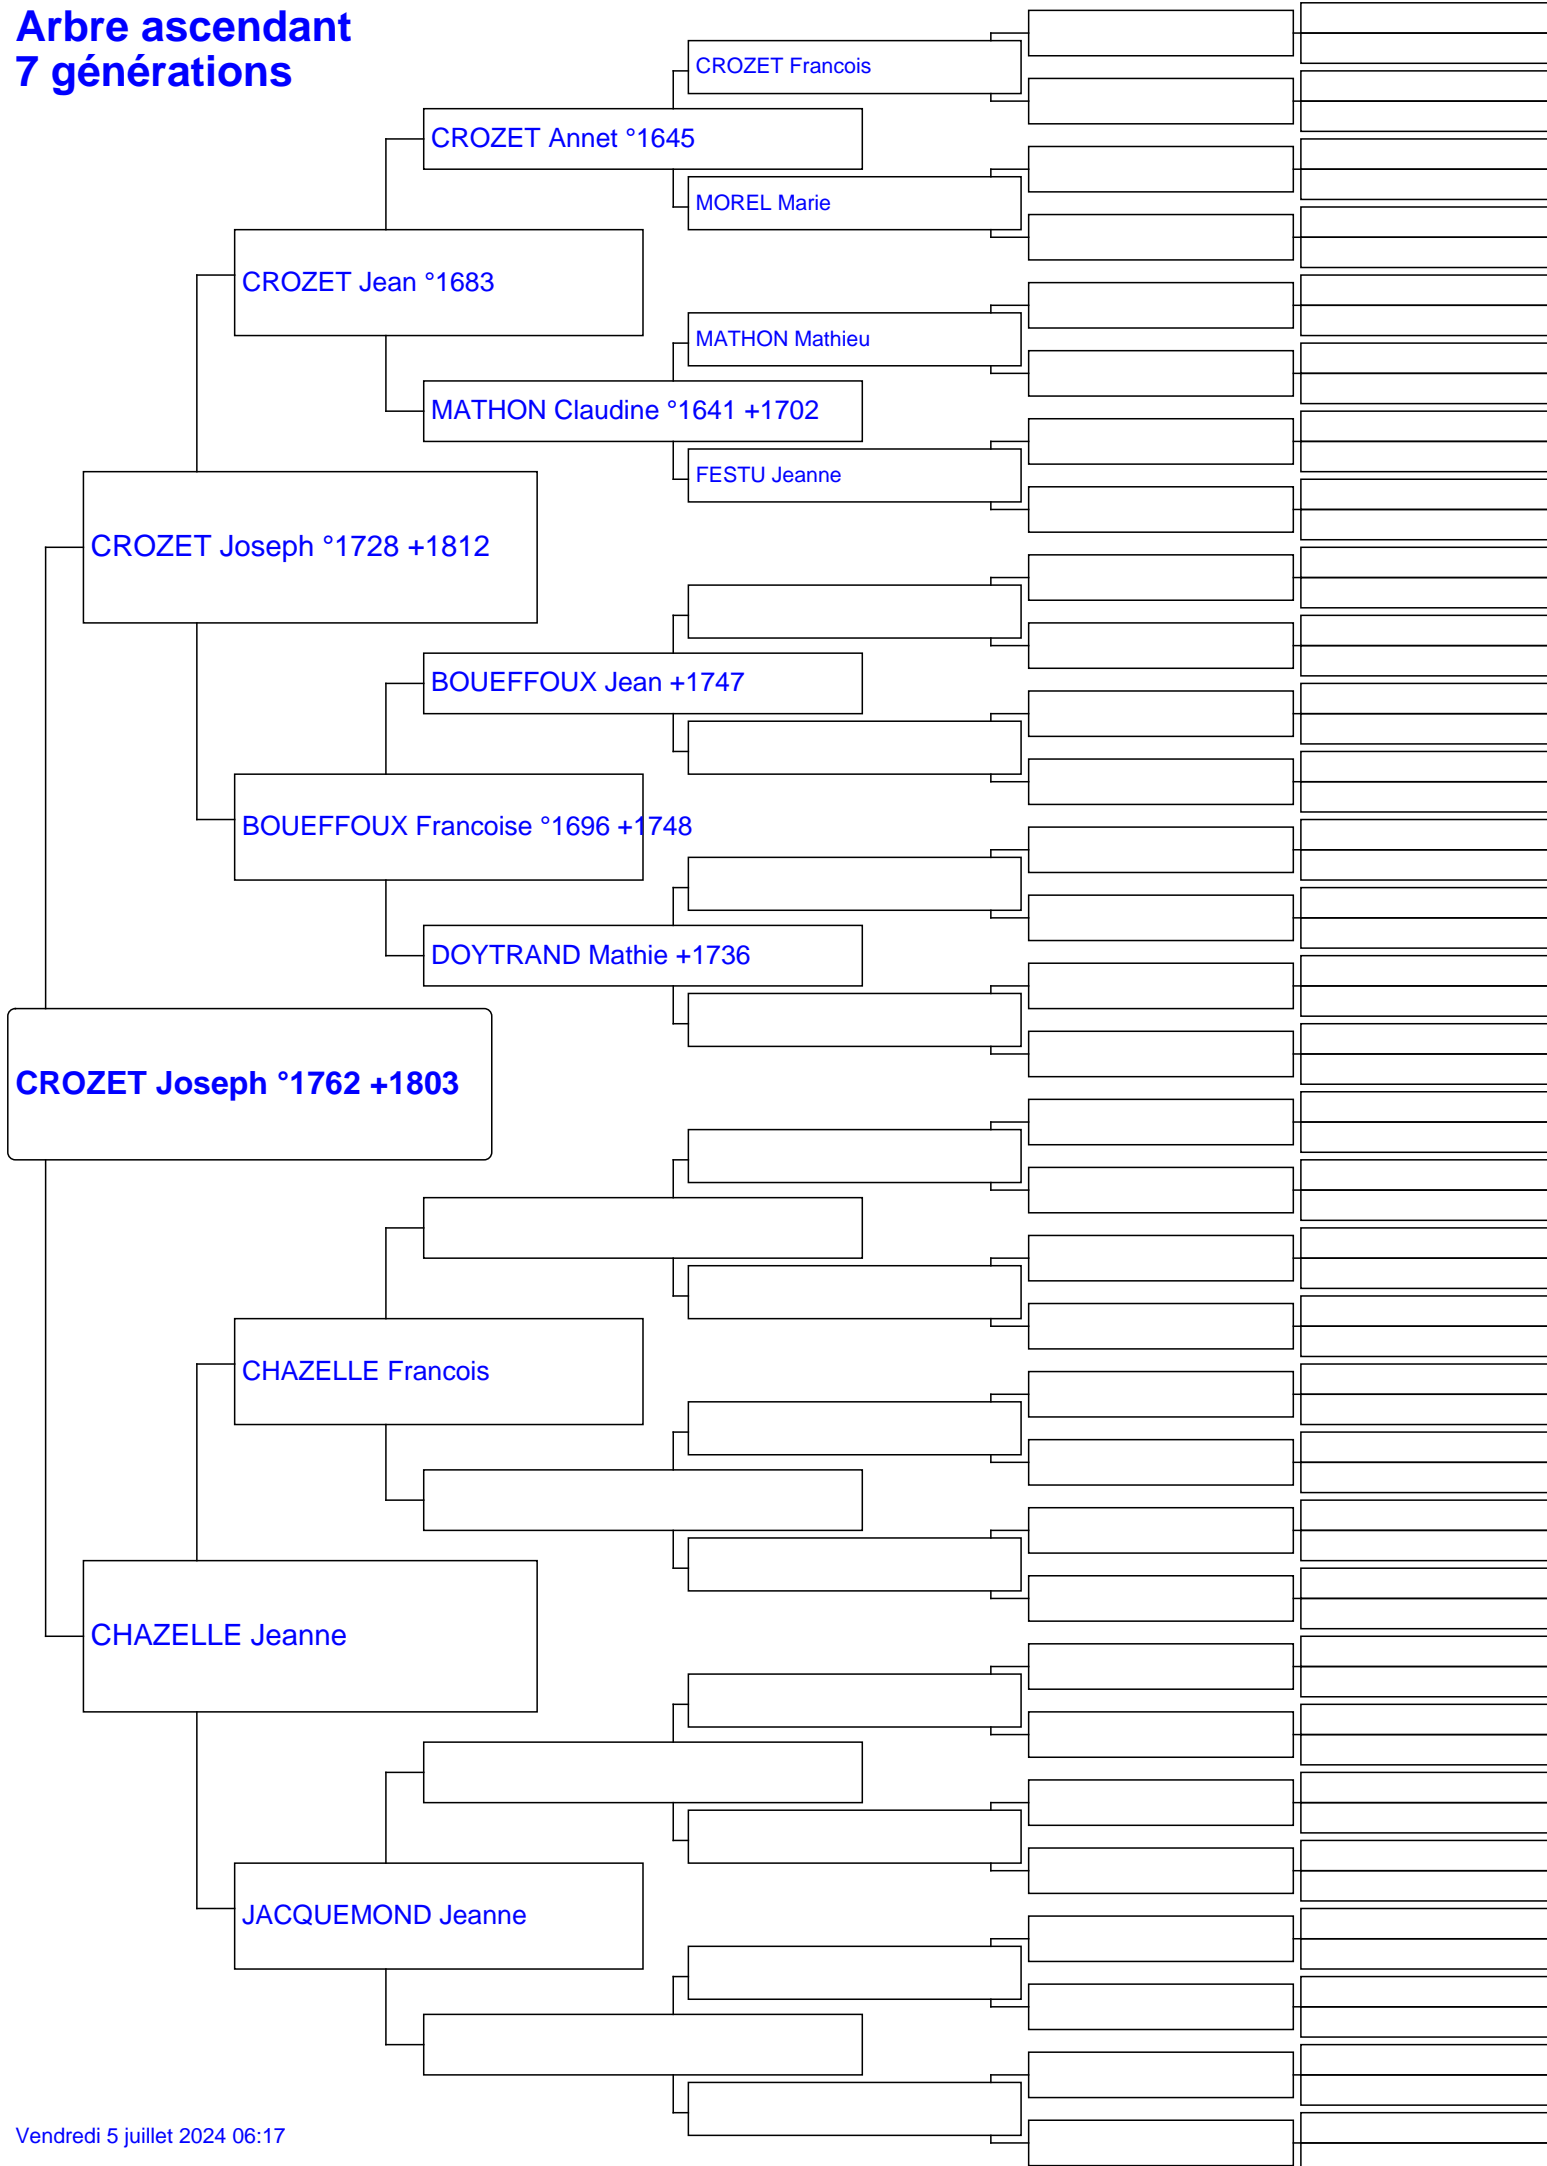 Arbre ascendant
7 générations
CROZET Francois
CROZET Annet °1645
MOREL Marie
CROZET Jean °1683
MATHON Mathieu
MATHON Claudine °1641 +1702
FESTU Jeanne
CROZET Joseph °1728 +1812
BOUEFFOUX Jean +1747
BOUEFFOUX Francoise °1696 +1748
DOYTRAND Mathie +1736
CROZET Joseph °1762 +1803
CHAZELLE Francois
CHAZELLE Jeanne
JACQUEMOND Jeanne
Vendredi 5 juillet 2024 06:17